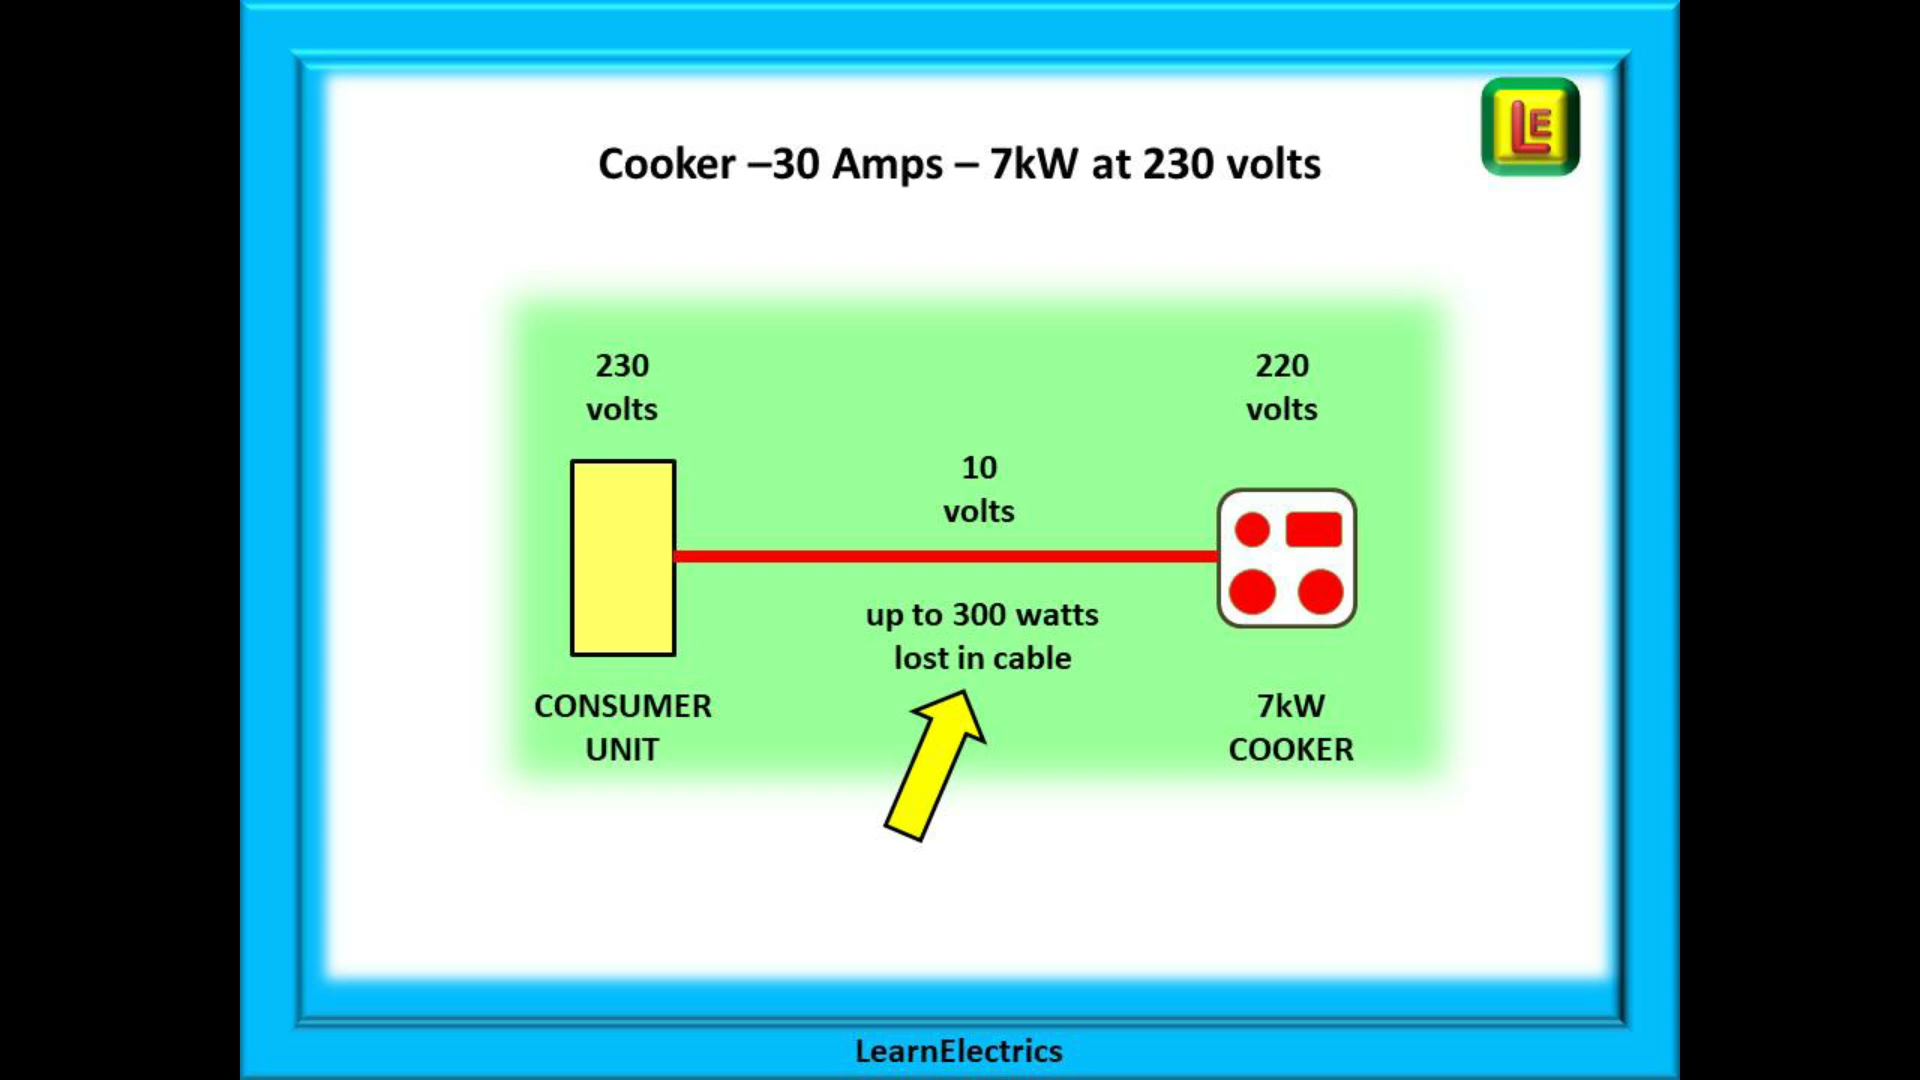 LE
Cooker –30 Amps – 7kW at 230 volts
230
volts
220
volts
10
volts
up to 300 watts
lost in cable
CONSUMER
UNIT
7kW
COOKER
LearnElectrics